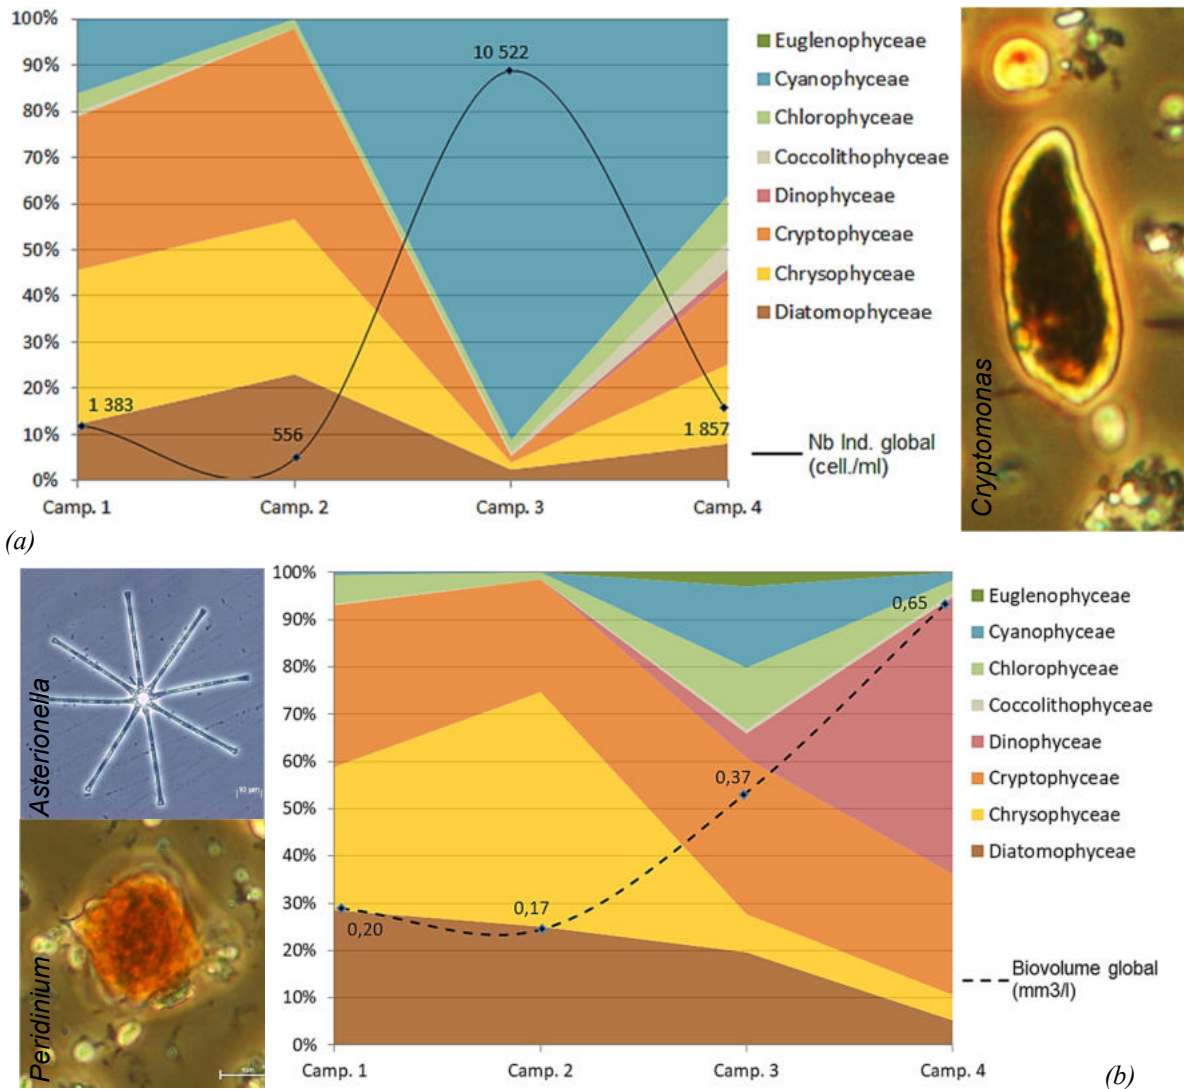 100%
90%
80%
70%
60%
50%
40%
30%
20%
10%
0%
1 383
556
10 522
1 857
Camp. 1
Camp. 2
Camp. 3
Camp. 4
Euglenophyceae
Cyanophyceae
Chlorophyceae
Coccolithophyceae
Dinophyceae
Cryptophyceae
Chrysophyceae
Diatomophyceae
Nb Ind. global
(cell./ml)
Cryptomonas
(a)
Asterionella
10 µm
Peridinium
100%
90%
80%
70%
60%
50%
40%
30%
20%
10%
0%
0,20
0,17
0,37
0,65
Camp. 1
Camp. 2
Camp. 3
Camp. 4
Euglenophyceae
Cyanophyceae
Chlorophyceae
Coccolithophyceae
Dinophyceae
Cryptophyceae
Chrysophyceae
Diatomophyceae
Biovolume global
(mm3/l)
(b)